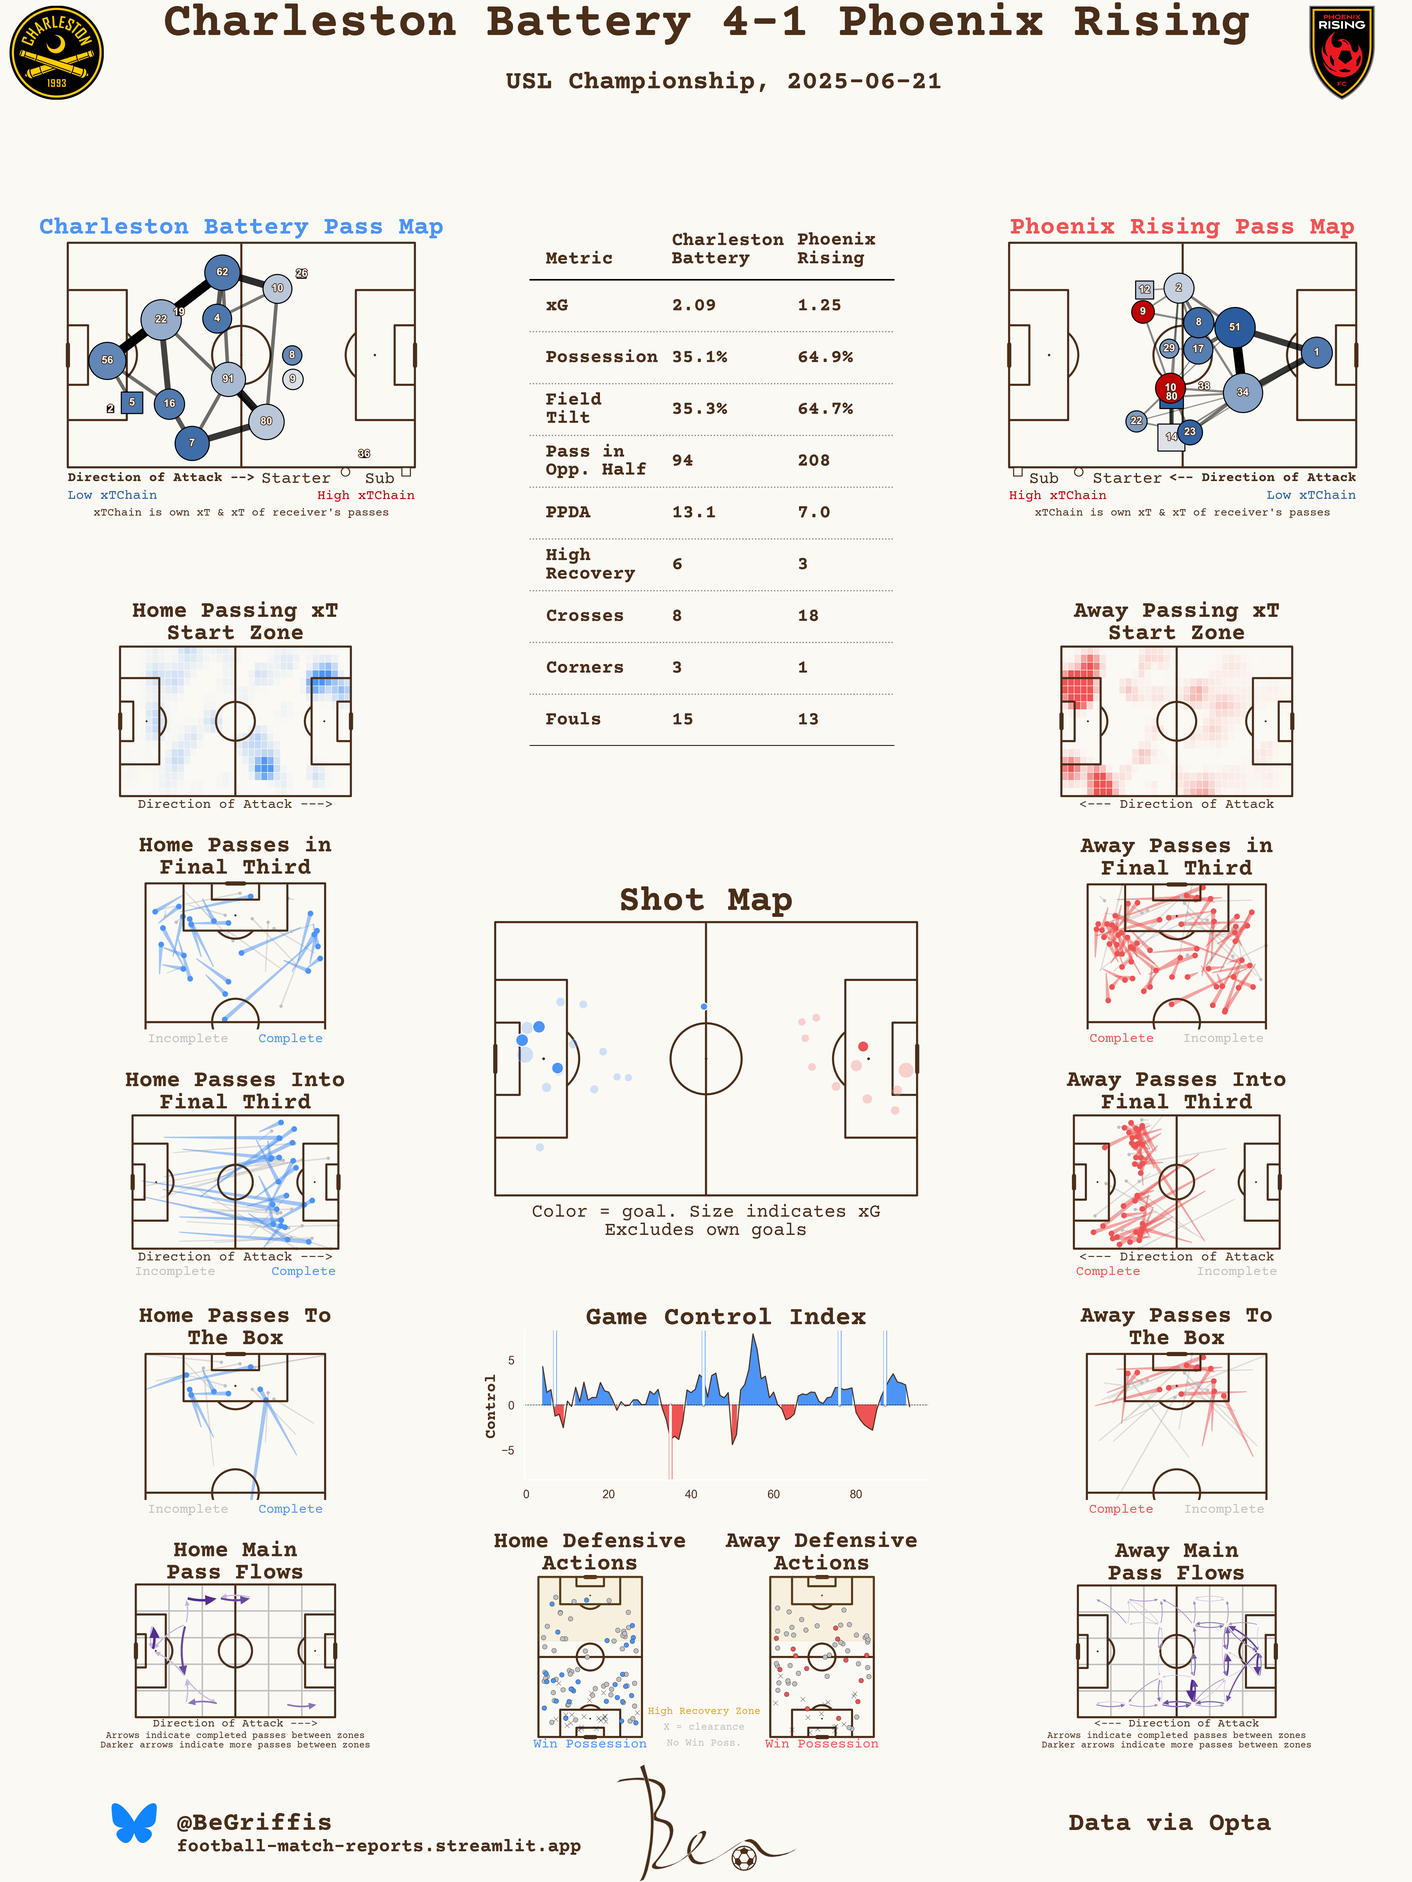 Charleston Battery 4-1 Phoenix Rising
USL Championship, 2025-06-21
CHARLESTON
1993
PHOENIX
RISING
FC
Charleston Battery Pass Map
62
26
10
19
22
4
56
8
91
9
5
2
16
80
7
36
Direction of Attack --> Starter Sub
Low xTChain High xTChain
xTChain is own xT & xT of receiver's passes
Metric Charleston Battery Phoenix Rising
xG 2.09 1.25
Possession 35.1% 64.9%
Field Tilt 35.3% 64.7%
Pass in Opp. Half 94 208
PPDA 13.1 7.0
High Recovery 6 3
Crosses 8 18
Corners 3 1
Fouls 15 13
Phoenix Rising Pass Map
12
2
9
8
51
29
17
1
10
38
80
34
22
14
23
Sub Starter <-- Direction of Attack
High xTChain Low xTChain
xTChain is own xT & xT of receiver's passes
Home Passing xT
Start Zone
Direction of Attack --->
Away Passing xT
Start Zone
<--- Direction of Attack
Home Passes in
Final Third
Incomplete Complete
Away Passes in
Final Third
Complete Incomplete
Shot Map
Color = goal. Size indicates xG
Excludes own goals
Home Passes Into
Final Third
Direction of Attack --->
Incomplete Complete
Away Passes Into
Final Third
<--- Direction of Attack
Complete Incomplete
Home Passes To
The Box
Incomplete Complete
Game Control Index
Control
5
0
−5
0 20 40 60 80
Away Passes To
The Box
Complete Incomplete
Home Main
Pass Flows
Direction of Attack --->
Arrows indicate completed passes between zones
Darker arrows indicate more passes between zones
Home Defensive
Actions
Win Possession
High Recovery Zone
X = clearance
No Win Poss.
Away Defensive
Actions
Win Possession
Away Main
Pass Flows
<--- Direction of Attack
Arrows indicate completed passes between zones
Darker arrows indicate more passes between zones
@BeGriffis
football-match-reports.streamlit.app
Ben
Data via Opta